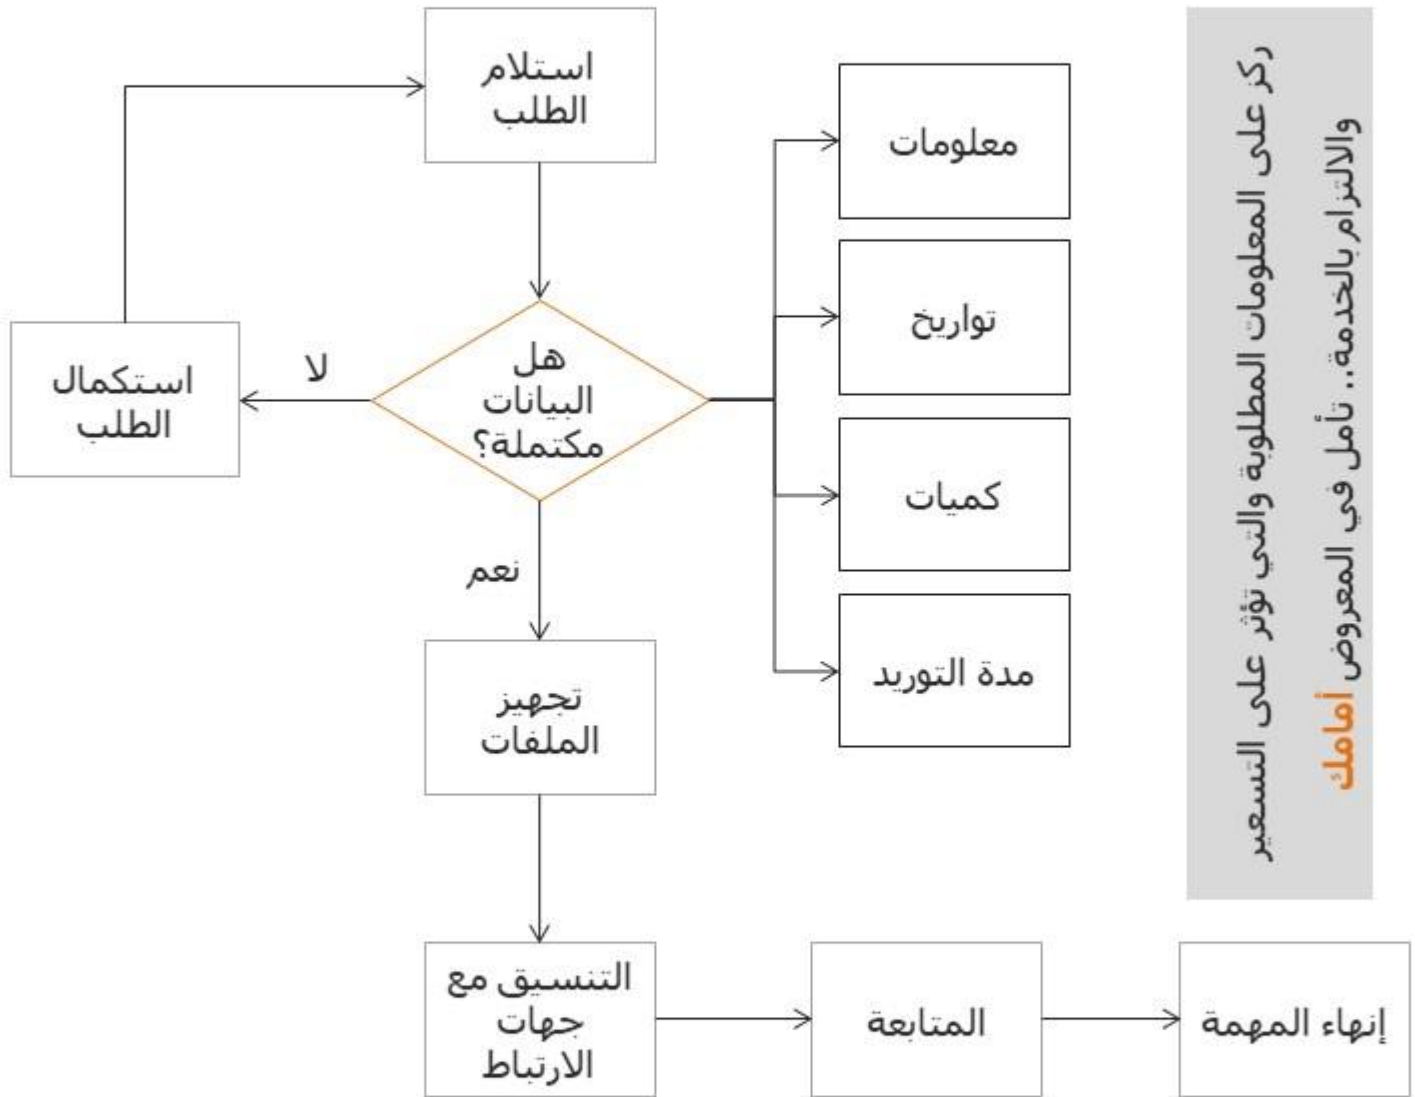 استلام
الطلب
هل
البيانات
مكتملة؟
لا
استكمال
الطلب
نعم
تجهيز
الملفات
التنسيق مع
جهات
الارتباط
المتابعة
إنهاء المهمة
معلومات
تواريخ
كميات
مدة التوريد
ركز على المعلومات المطلوبة والتي تؤثر على التسعير
والالتزام بالخدمة.. تأمل في المعروض أمامك